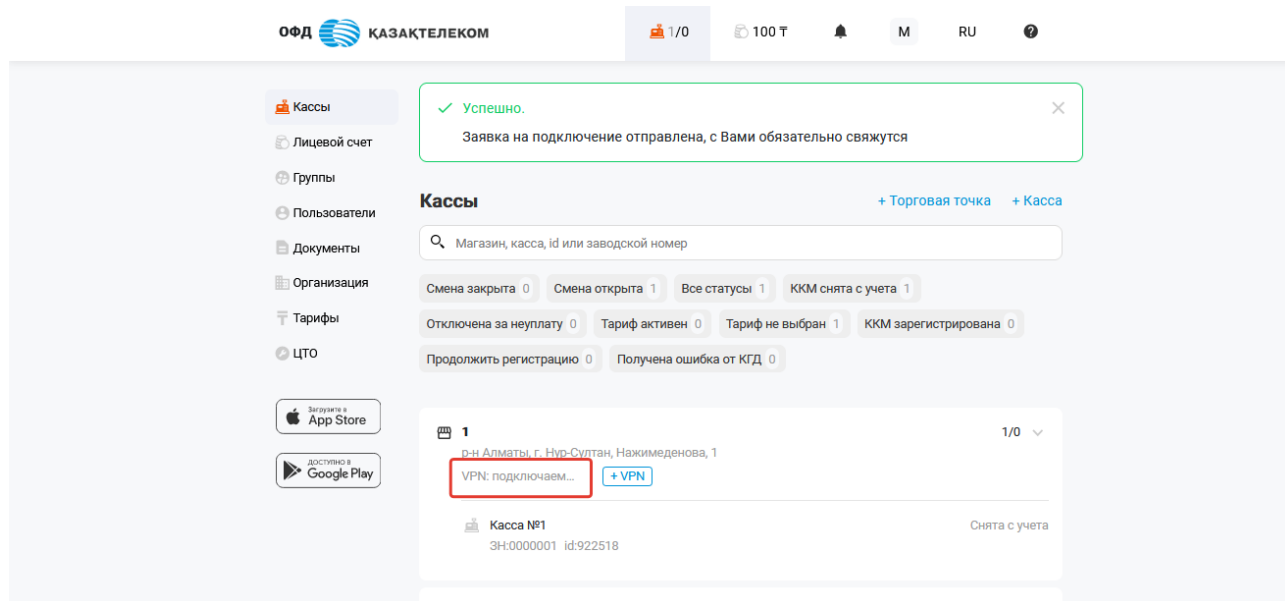 ОФД ҚАЗАҚТЕЛЕКОМ 1/0 100 ₸ M RU ?
Кассы
Лицевой счет
Группы
Пользователи
Документы
Организация
Тарифы
ЦТО
Загрузите в
App Store
ДОСТУПНО В
Google Play
Успешно.
Заявка на подключение отправлена, с Вами обязательно свяжутся
Кассы + Торговая точка + Касса
Магазин, касса, id или заводской номер
Смена закрыта 0 Смена открыта 1 Все статусы 1 ККМ снята с учета 1
Отключена за неуплату 0 Тариф активен 0 Тариф не выбран 1 ККМ зарегистрирована 0
Продолжить регистрацию 0 Получена ошибка от КГД 0
1 1/0
р-н Алматы, г. Нур-Султан, Нажимеденова, 1
VPN: подключаем... + VPN
Касса №1 Снята с учета
ЗН:0000001 id:922518